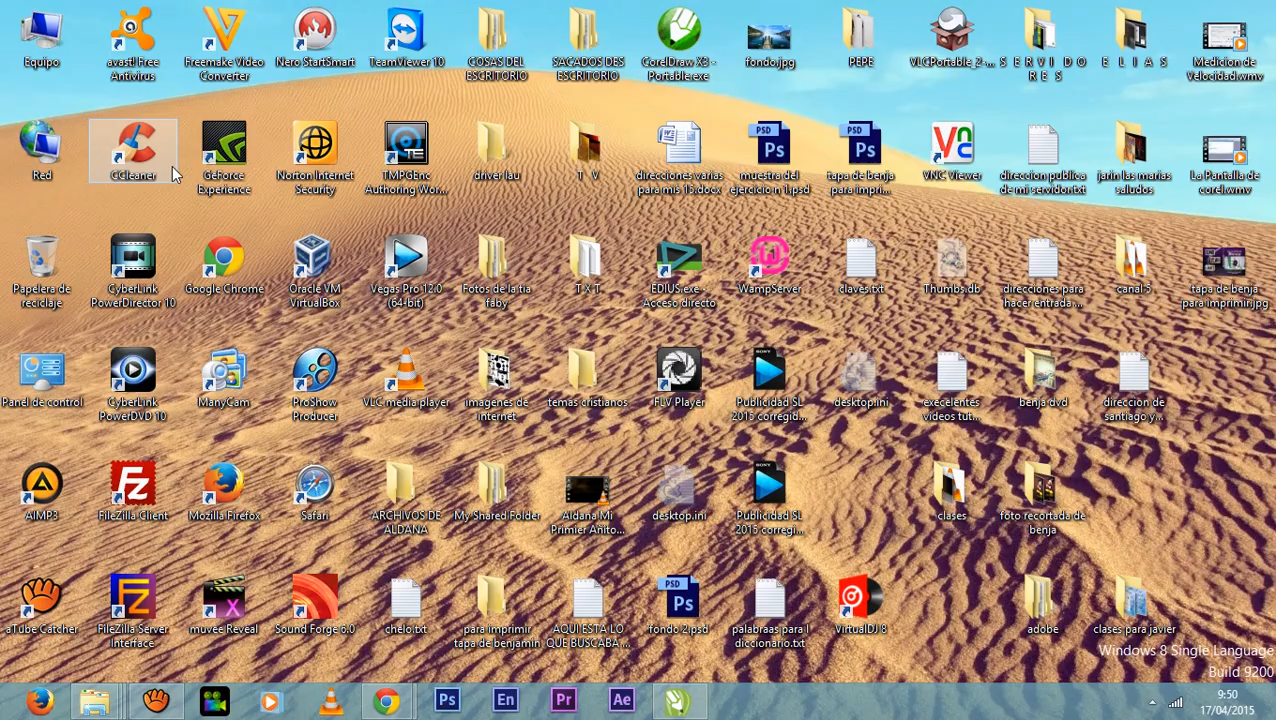 Equipo
avast! Free
Antivirus
Freemake Video
Converter
Nero StartSmart
TeamViewer 10
COSAS DEL
ESCRITORIO
SACADOS DES
ESCRITORIO
CorelDraw X3 -
Portable.exe
fondo.jpg
PEPE
VLCPortable_2-...
S E R V I D O
R E S
E L I A S
Medicion de
Velocidad.wmv
Red
CCleaner
GeForce
Experience
Norton Internet
Security
TMPGEnc
Authoring Wor...
driver lau
T V
direcciones varias
para mis 15.docx
muestra del
ejercicio n 1.psd
tapa de benja
para impri...
VNC Viewer
direccion publica
de mi servidor.txt
jarin las marias
saludos
La Pantalla de
corel.wmv
Papelera de
reciclaje
CyberLink
PowerDirector 10
Google Chrome
Oracle VM
VirtualBox
Vegas Pro 12.0
(64-bit)
Fotos de la tia
faby
T X T
EDIUS.exe -
Acceso directo
WampServer
claves.txt
Thumbs.db
direcciones para
hacer entrada ...
canal 5
tapa de benja
para imprimir.jpg
Panel de control
CyberLink
PowerDVD 10
ManyCam
ProShow
Producer
VLC media player
imagenes de
internet
temas cristianos
FLV Player
Publicidad SL
2015 corregid...
desktop.ini
execelentes
videos tut...
benja dvd
direccion de
santiago y...
AIMP3
FileZilla Client
Mozilla Firefox
Safari
ARCHIVOS DE
ALDANA
My Shared Folder
Aldana Mi
Primier Añito...
desktop.ini
Publicidad SL
2015 corregi...
clases
foto recortada de
benja
aTube Catcher
FileZilla Server
Interface
muvee Reveal
Sound Forge 6.0
chelo.txt
para imprimir
tapa de benjamin
AQUI ESTA LO
QUE BUSCABA ...
fondo 2.psd
palabraas para l
diccionario.txt
VirtualDJ 8
adobe
clases para javier
Windows 8 Single Language
Build 9200
Ps
En
Pr
Ae
9:50
17/04/2015